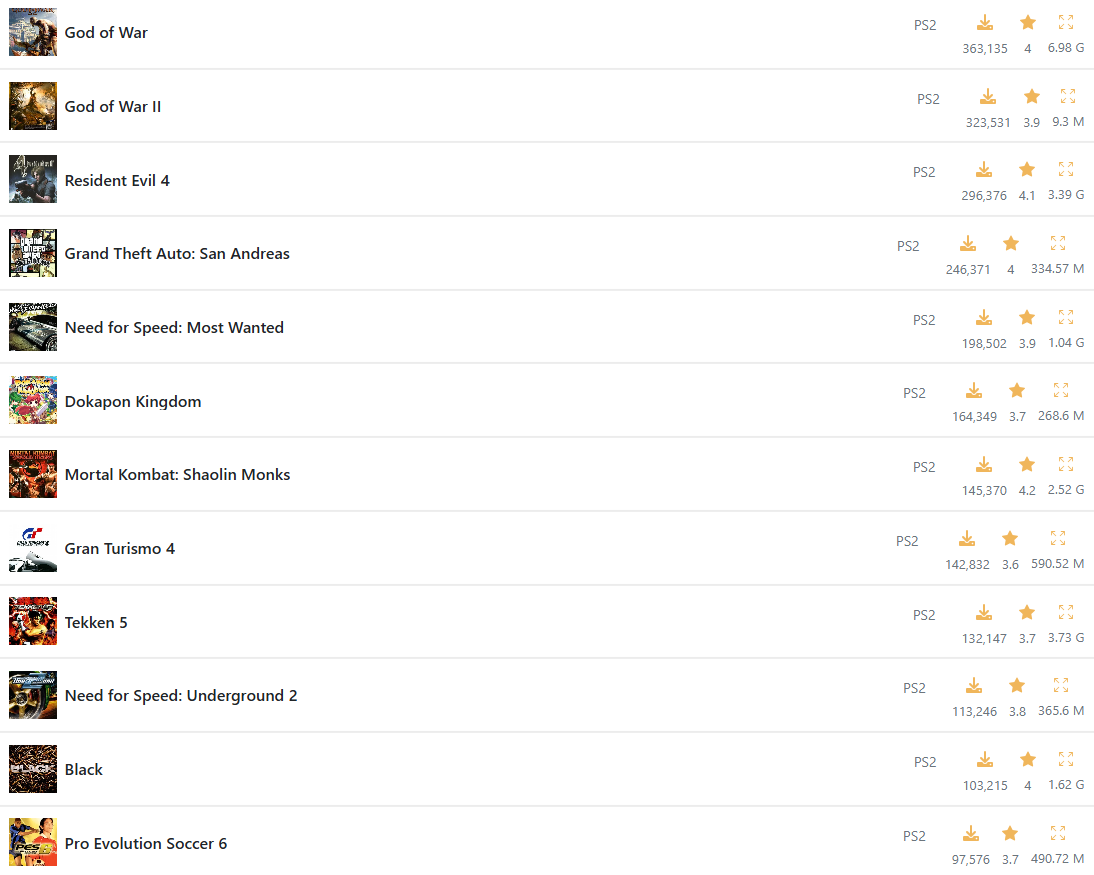 God of War PS2 363,135 4 6.98 G
God of War II PS2 323,531 3.9 9.3 M
Resident Evil 4 PS2 296,376 4.1 3.39 G
Grand Theft Auto: San Andreas PS2 246,371 4 334.57 M
Need for Speed: Most Wanted PS2 198,502 3.9 1.04 G
Dokapon Kingdom PS2 164,349 3.7 268.6 M
Mortal Kombat: Shaolin Monks PS2 145,370 4.2 2.52 G
Gran Turismo 4 PS2 142,832 3.6 590.52 M
Tekken 5 PS2 132,147 3.7 3.73 G
Need for Speed: Underground 2 PS2 113,246 3.8 365.6 M
Black PS2 103,215 4 1.62 G
Pro Evolution Soccer 6 PS2 97,576 3.7 490.72 M